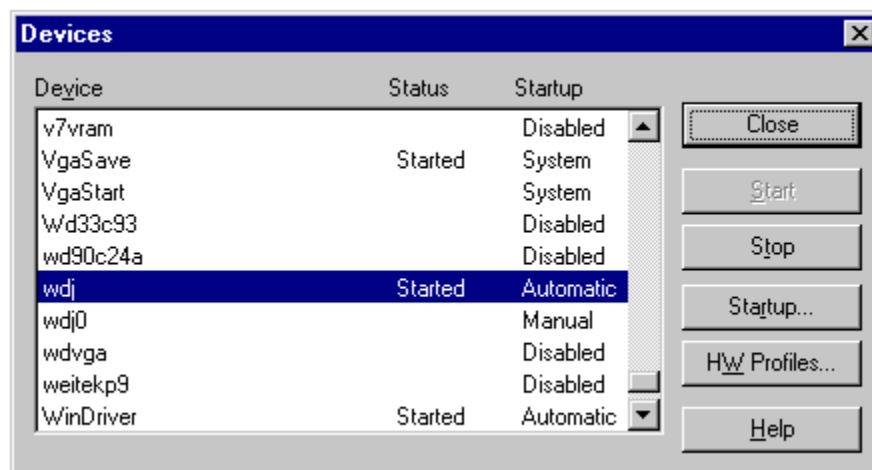 Devices
Device Status Startup
v7vram Disabled
VgaSave Started System
VgaStart System
Wd33c93 Disabled
wd90c24a Disabled
wdj Started Automatic
wdj0 Manual
wdvga Disabled
weitekp9 Disabled
WinDriver Started Automatic
Close
Start
Stop
Startup...
HW Profiles...
Help